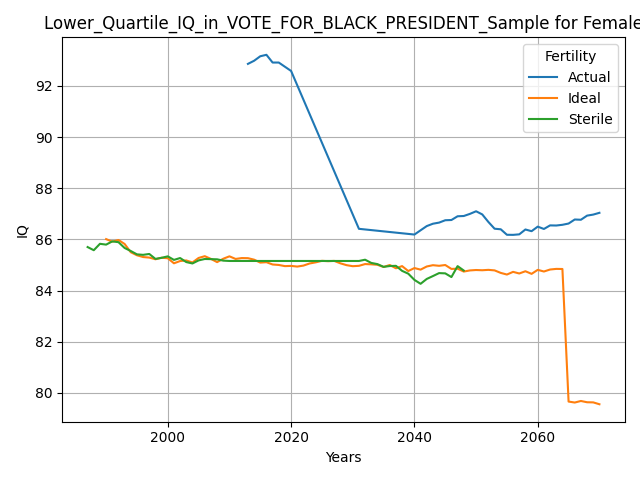 Lower_Quartile_IQ_in_VOTE_FOR_BLACK_PRESIDENT_Sample for Female
Fertility
Actual
Ideal
Sterile
IQ
92
90
88
86
84
82
80
2000
2020
2040
2060
Years